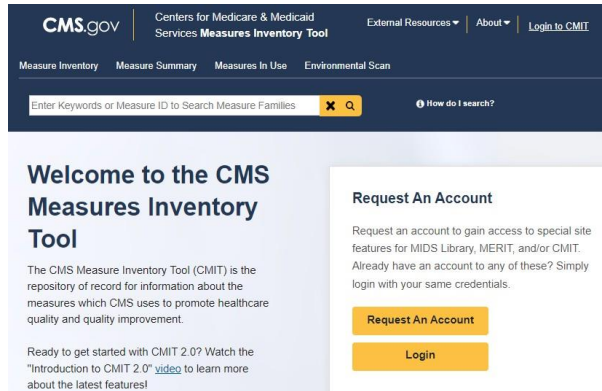 CMS.gov
Centers for Medicare & Medicaid
Services Measures Inventory Tool
External Resources
About
Login to CMIT
Measure Inventory
Measure Summary
Measures In Use
Environmental Scan
Enter Keywords or Measure ID to Search Measure Families
How do I search?
Welcome to the CMS
Measures Inventory
Tool
The CMS Measure Inventory Tool (CMIT) is the
repository of record for information about the
measures which CMS uses to promote healthcare
quality and quality improvement.
Ready to get started with CMIT 2.0? Watch the
"Introduction to CMIT 2.0" video to learn more
about the latest features!
Request An Account
Request an account to gain access to special site
features for MIDS Library, MERIT, and/or CMIT.
Already have an account to any of these? Simply
login with your same credentials.
Request An Account
Login